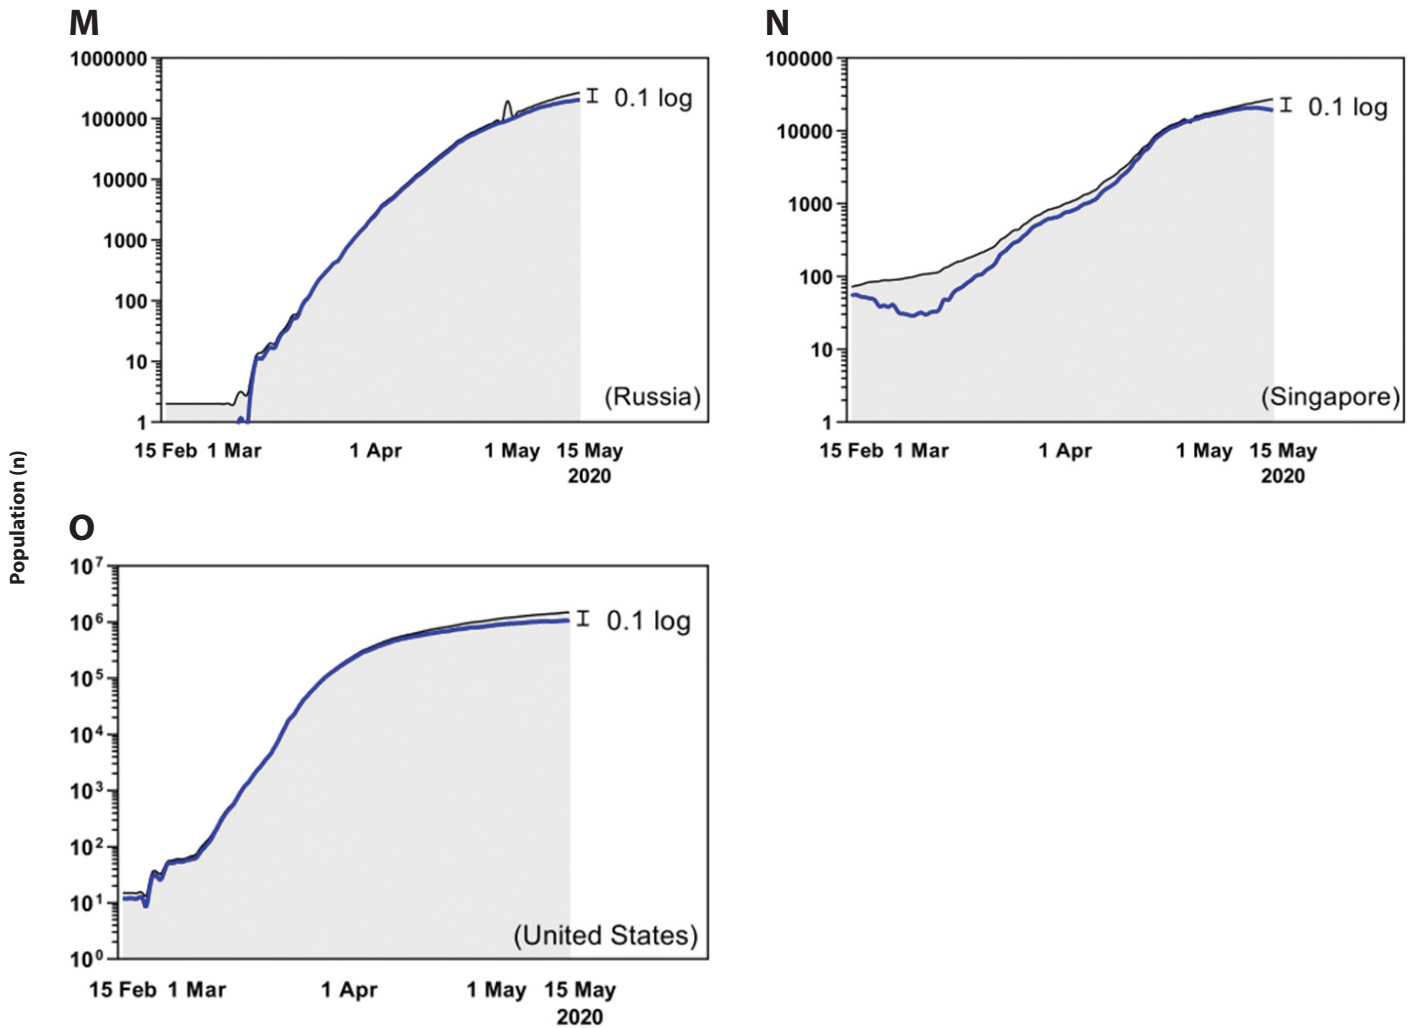 M
1000000
100000
10000
1000
100
10
1
0.1 log
(Russia)
15 Feb 1 Mar 1 Apr 1 May 15 May
2020
N
100000
10000
1000
100
10
1
0.1 log
(Singapore)
15 Feb 1 Mar 1 Apr 1 May 15 May
2020
Population (n)
O
10⁷
10⁶
10⁵
10⁴
10³
10²
10¹
10⁰
0.1 log
(United States)
15 Feb 1 Mar 1 Apr 1 May 15 May
2020